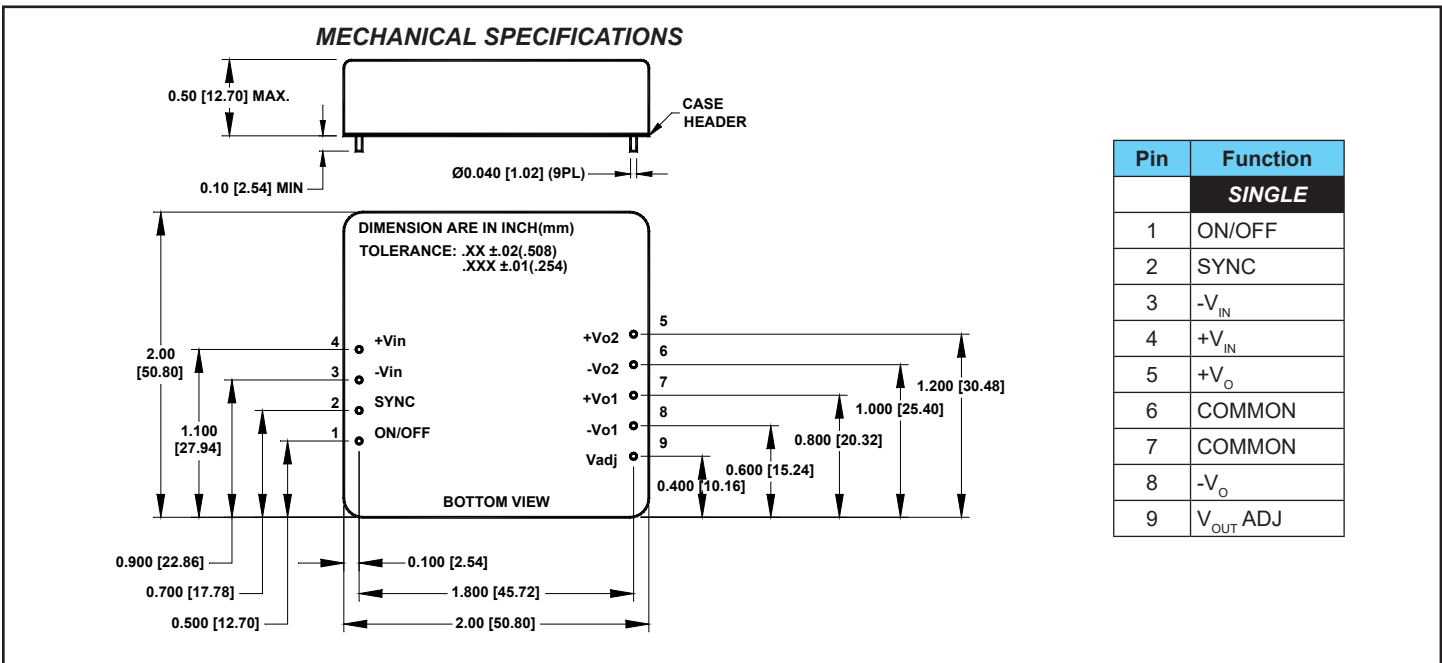 MECHANICAL SPECIFICATIONS
0.50 [12.70] MAX.
CASE
HEADER
Ø0.040 [1.02] (9PL)
0.10 [2.54] MIN
DIMENSION ARE IN INCH(mm)
TOLERANCE: .XX ±.02(.508)
.XXX ±.01(.254)
2.00
[50.80]
1.100
[27.94]
4 +Vin
3 -Vin
2 SYNC
1 ON/OFF
+Vo2 5
-Vo2 6
+Vo1 7
-Vo1 8
Vadj 9
1.200 [30.48]
1.000 [25.40]
0.800 [20.32]
0.600 [15.24]
0.400 [10.16]
BOTTOM VIEW
0.900 [22.86]
0.700 [17.78]
0.500 [12.70]
0.100 [2.54]
1.800 [45.72]
2.00 [50.80]
Pin Function
SINGLE
1 ON/OFF
2 SYNC
3 -VIN
4 +VIN
5 +VO
6 COMMON
7 COMMON
8 -VO
9 VOUT ADJ